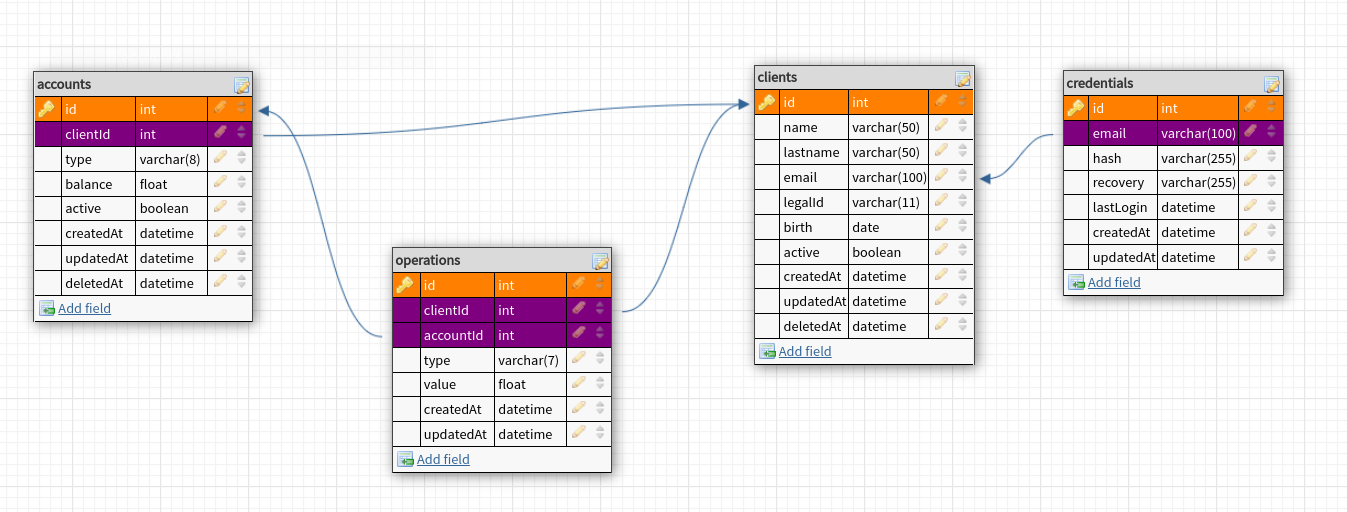 accounts
id int
clientId int
type varchar(8)
balance float
active boolean
createdAt datetime
updatedAt datetime
deletedAt datetime
Add field
operations
id int
clientId int
accountId int
type varchar(7)
value float
createdAt datetime
updatedAt datetime
Add field
clients
id int
name varchar(50)
lastname varchar(50)
email varchar(100)
legalId varchar(11)
birth date
active boolean
createdAt datetime
updatedAt datetime
deletedAt datetime
Add field
credentials
id int
email varchar(100)
hash varchar(255)
recovery varchar(255)
lastLogin datetime
createdAt datetime
updatedAt datetime
Add field